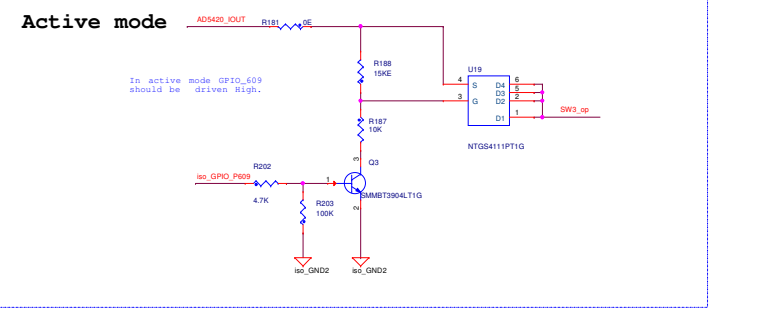 Active mode
AD5420_IOUT
R181
0E
R188
15KE
In active mode GPIO_609
should be driven High.
U19
4
S
3
G
D4
6
D3
5
D2
2
D1
1
SW3_op
NTGS4111PT1G
R187
10K
3
Q3
R202
iso_GPIO_P609
1
4.7K
SMMBT3904LT1G
R203
100K
2
iso_GND2
iso_GND2